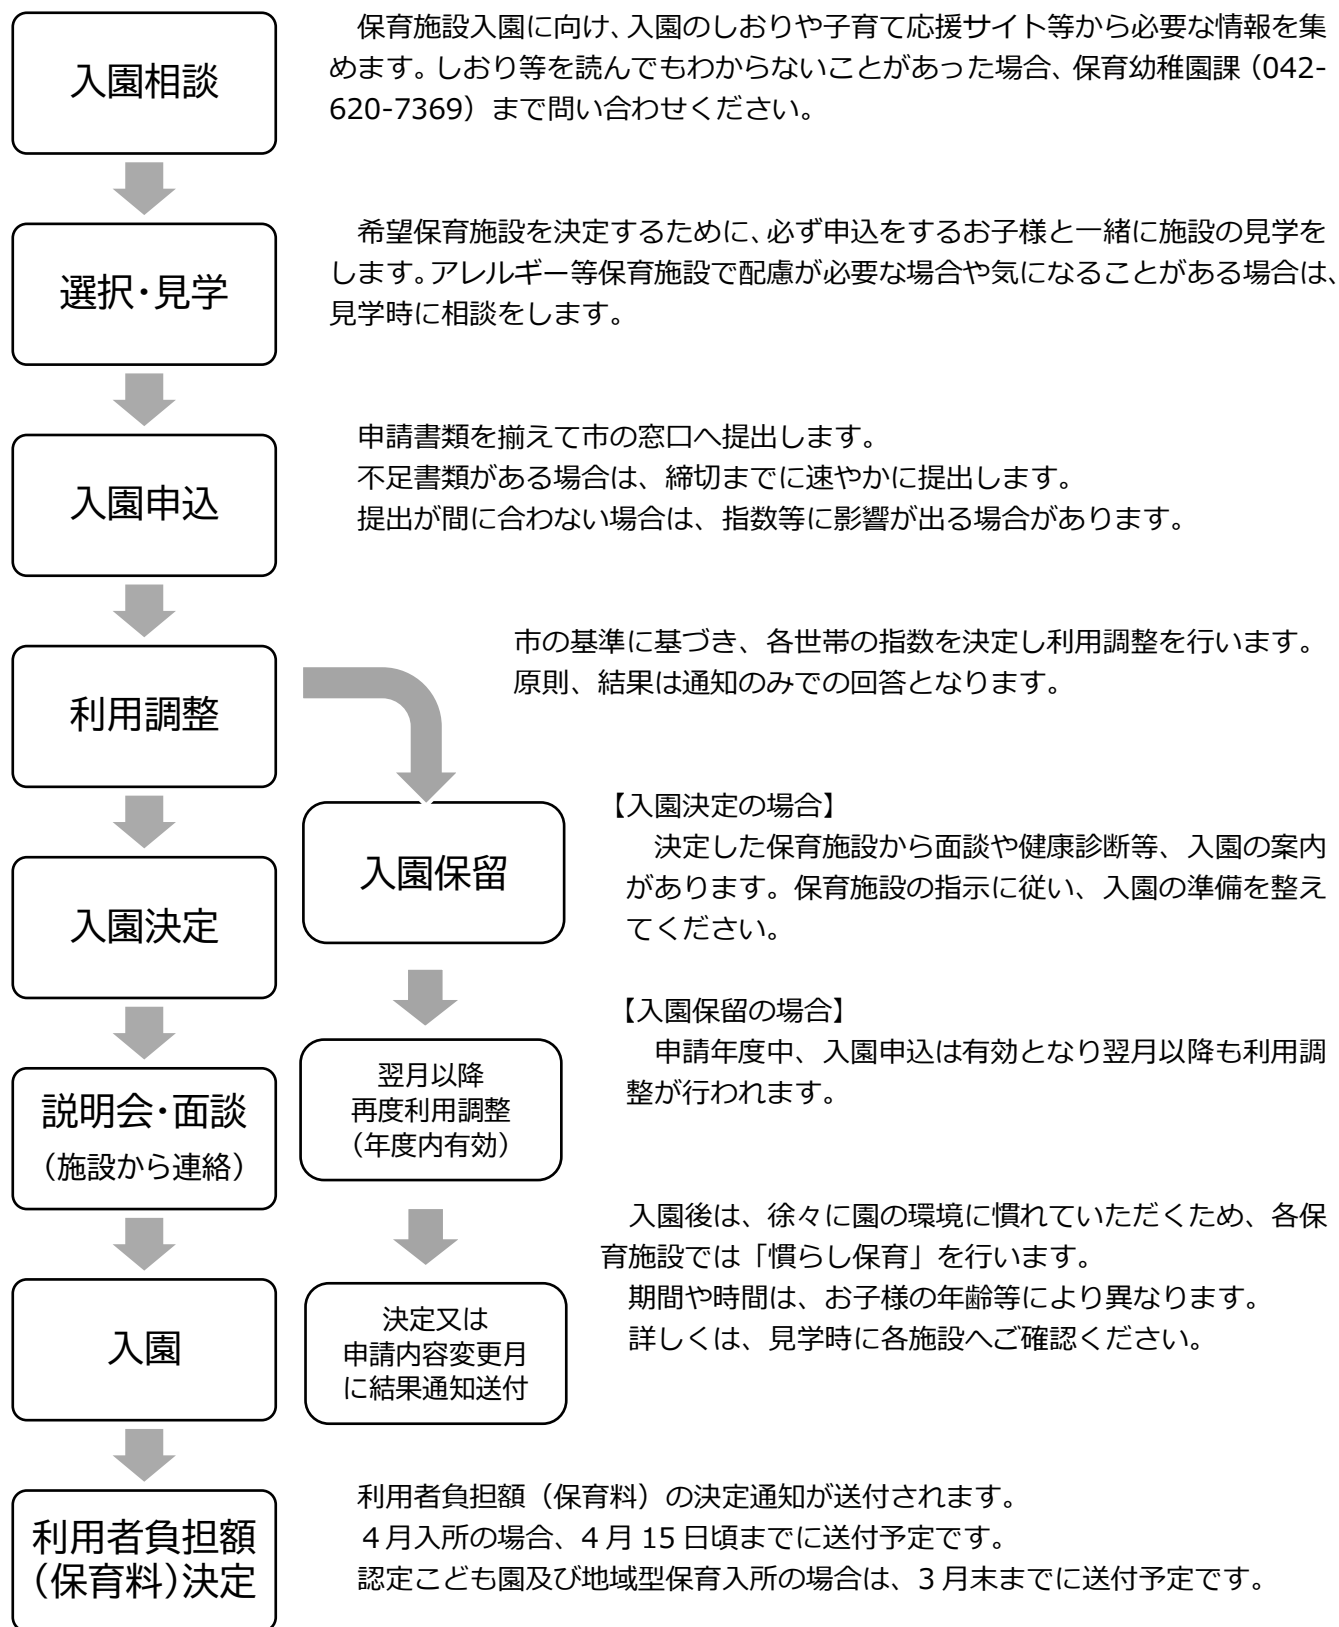 入園相談
保育施設入園に向け、入園のしおりや子育て応援サイト等から必要な情報を集
めます。しおり等を読んでもわからないことがあった場合、保育幼稚園課（042-
620-7369）まで問い合わせください。
選択・見学
希望保育施設を決定するために、必ず申込をするお子様と一緒に施設の見学を
します。アレルギー等保育施設で配慮が必要な場合や気になることがある場合は、
見学時に相談をします。
入園申込
申請書類を揃えて市の窓口へ提出します。
不足書類がある場合は、締切までに速やかに提出します。
提出が間に合わない場合は、指数等に影響が出る場合があります。
利用調整
市の基準に基づき、各世帯の指数を決定し利用調整を行います。
原則、結果は通知のみでの回答となります。
入園決定
入園保留
【入園決定の場合】
決定した保育施設から面談や健康診断等、入園の案内
があります。保育施設の指示に従い、入園の準備を整え
てください。
【入園保留の場合】
申請年度中、入園申込は有効となり翌月以降も利用調
整が行われます。
説明会・面談
（施設から連絡）
翌月以降
再度利用調整
（年度内有効）
入園
決定又は
申請内容変更月
に結果通知送付
入園後は、徐々に園の環境に慣れていただくため、各保
育施設では「慣らし保育」を行います。
期間や時間は、お子様の年齢等により異なります。
詳しくは、見学時に各施設へご確認ください。
利用者負担額
（保育料）決定
利用者負担額（保育料）の決定通知が送付されます。
４月入所の場合、４月 15 日頃までに送付予定です。
認定こども園及び地域型保育入所の場合は、３月末までに送付予定です。